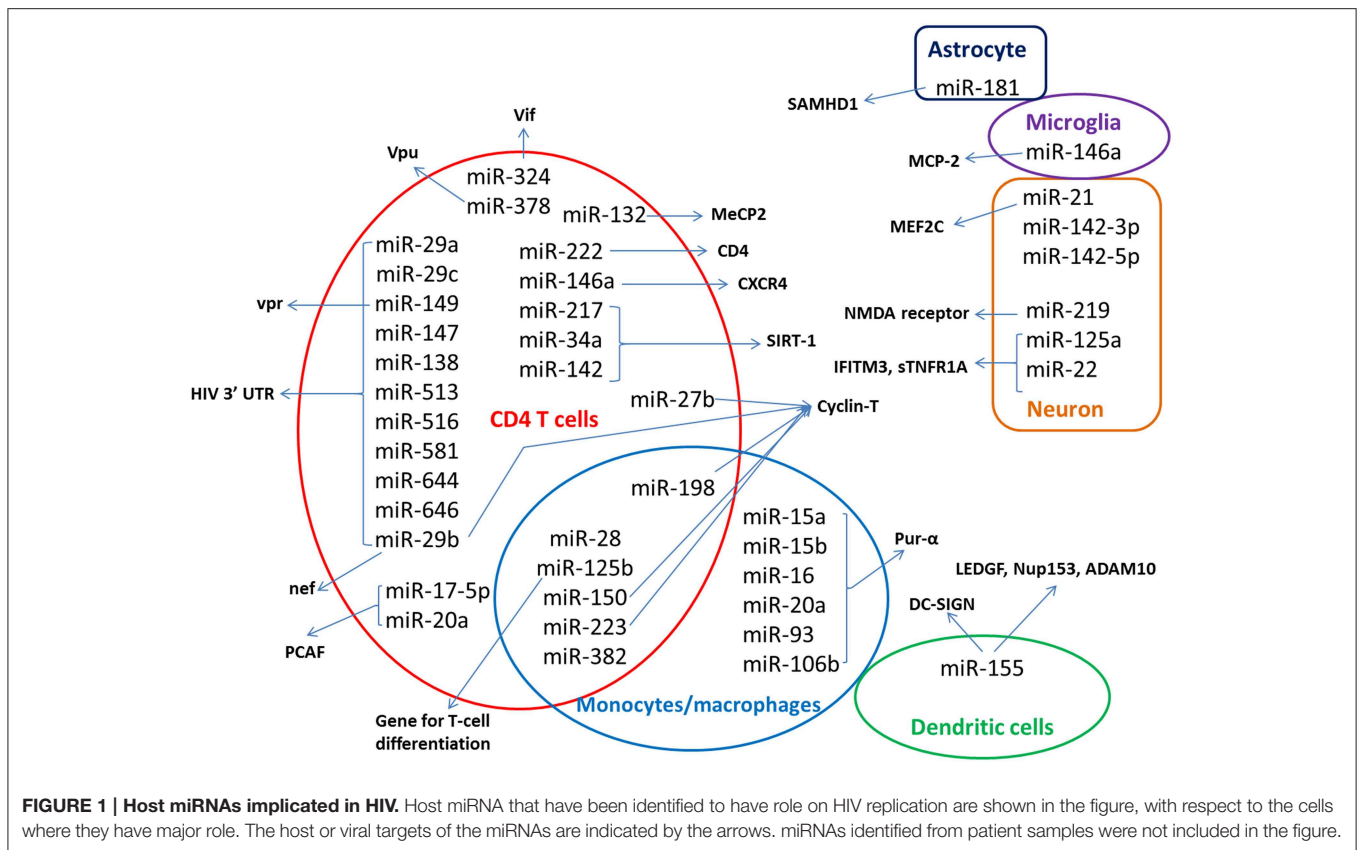 Astrocyte
miR-181
SAMHD1
Microglia
miR-146a
MCP-2
miR-21
miR-142-3p
miR-142-5p
MEF2C
miR-219
NMDA receptor
miR-125a
miR-22
IFITM3, sTNFR1A
Neuron
Vif
Vpu
miR-324
miR-378
miR-132
MeCP2
miR-29a
miR-29c
miR-149
miR-147
miR-138
miR-513
miR-516
miR-581
miR-644
miR-646
miR-29b
vpr
HIV 3’ UTR
nef
miR-222
CD4
miR-146a
CXCR4
miR-217
miR-34a
miR-142
SIRT-1
miR-27b
Cyclin-T
CD4 T cells
miR-17-5p
miR-20a
PCAF
miR-198
miR-28
miR-125b
miR-150
miR-223
miR-382
Gene for T-cell
differentiation
miR-15a
miR-15b
miR-16
miR-20a
miR-93
miR-106b
Pur-α
Monocytes/macrophages
LEDGF, Nup153, ADAM10
DC-SIGN
miR-155
Dendritic cells
FIGURE 1 | Host miRNAs implicated in HIV. Host miRNA that have been identified to have role on HIV replication are shown in the figure, with respect to the cells
where they have major role. The host or viral targets of the miRNAs are indicated by the arrows. miRNAs identified from patient samples were not included in the figure.